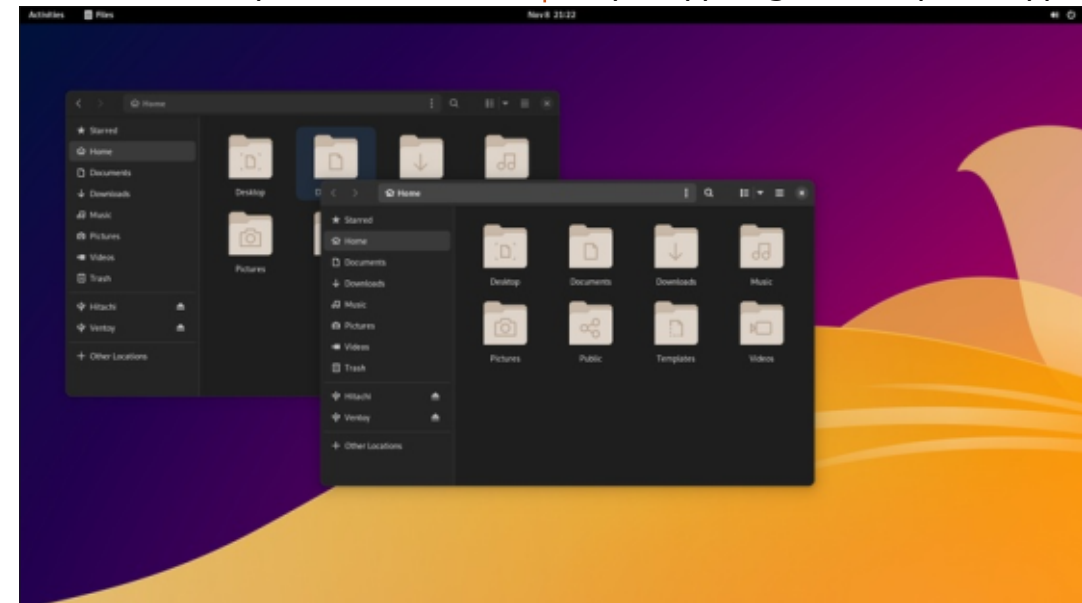 Activities Files Nov 8 21:22
Home
Starred
Home
Documents
Downloads
Music
Pictures
Videos
Trash
Hitachi
Ventoy
Other Locations
Desktop
Pictures
Home
Starred
Home
Documents
Downloads
Music
Pictures
Videos
Trash
Hitachi
Ventoy
Other Locations
Desktop Documents Downloads Music
Pictures Public Templates Videos